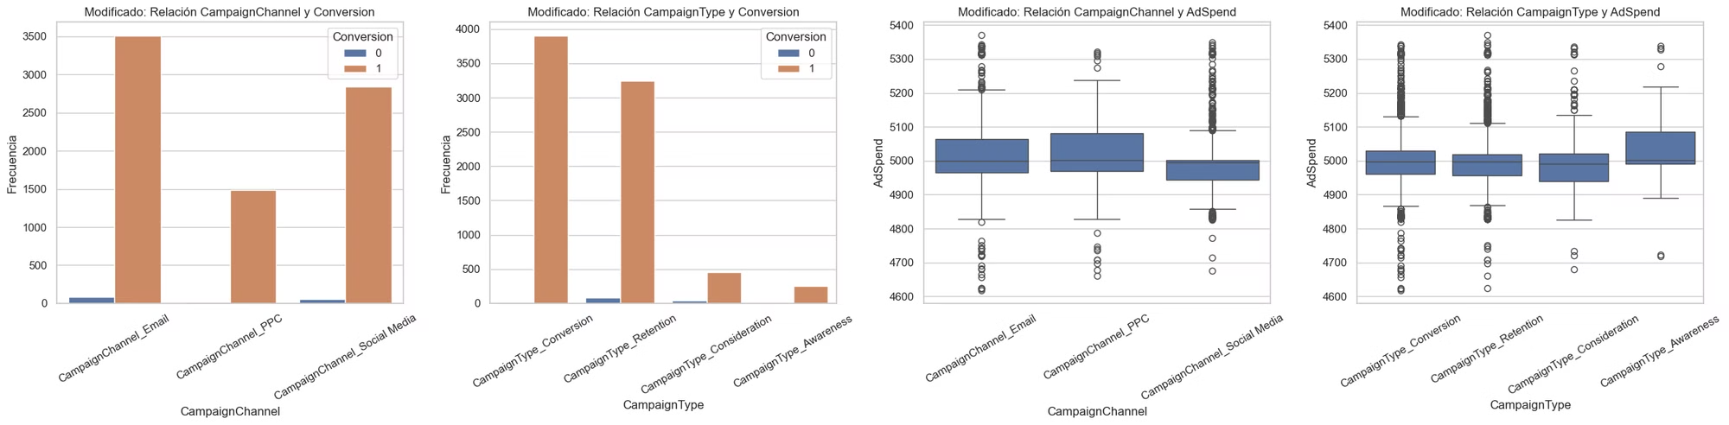 Modificado: Relación CampaignChannel y Conversion
Frecuencia
3500
3000
2500
2000
1500
1000
500
0
Conversion
0
1
CampaignChannel_Email
CampaignChannel_PPC
CampaignChannel_Social Media
CampaignChannel
Modificado: Relación CampaignType y Conversion
Frecuencia
4000
3500
3000
2500
2000
1500
1000
500
0
Conversion
0
1
CampaignType_Conversion
CampaignType_Retention
CampaignType_Consideration
CampaignType_Awareness
CampaignType
Modificado: Relación CampaignChannel y AdSpend
AdSpend
5400
5300
5200
5100
5000
4900
4800
4700
4600
CampaignChannel_Email
CampaignChannel_PPC
CampaignChannel_Social Media
CampaignChannel
Modificado: Relación CampaignType y AdSpend
AdSpend
5400
5300
5200
5100
5000
4900
4800
4700
4600
CampaignType_Conversion
CampaignType_Retention
CampaignType_Consideration
CampaignType_Awareness
CampaignType